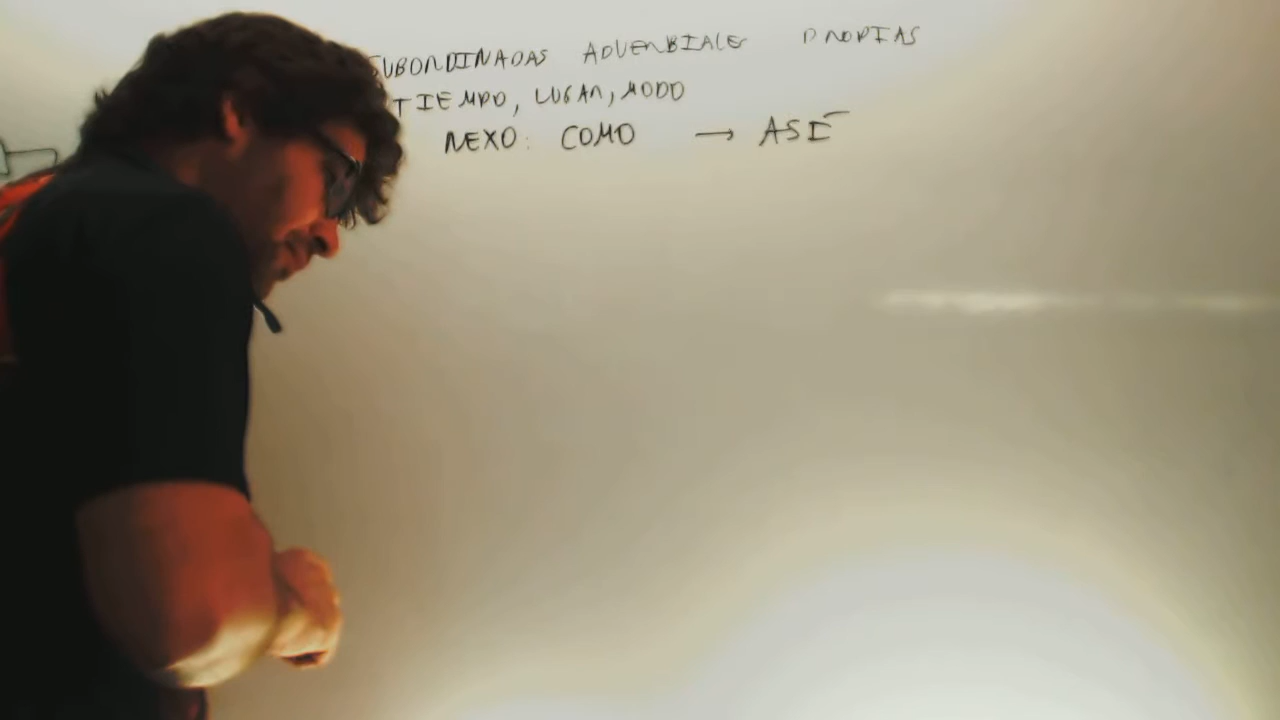 SUBORDINADAS ADVERBIALES PROPIAS
TIEMPO, LUGAR, MODO
NEXO: COMO → ASÍ